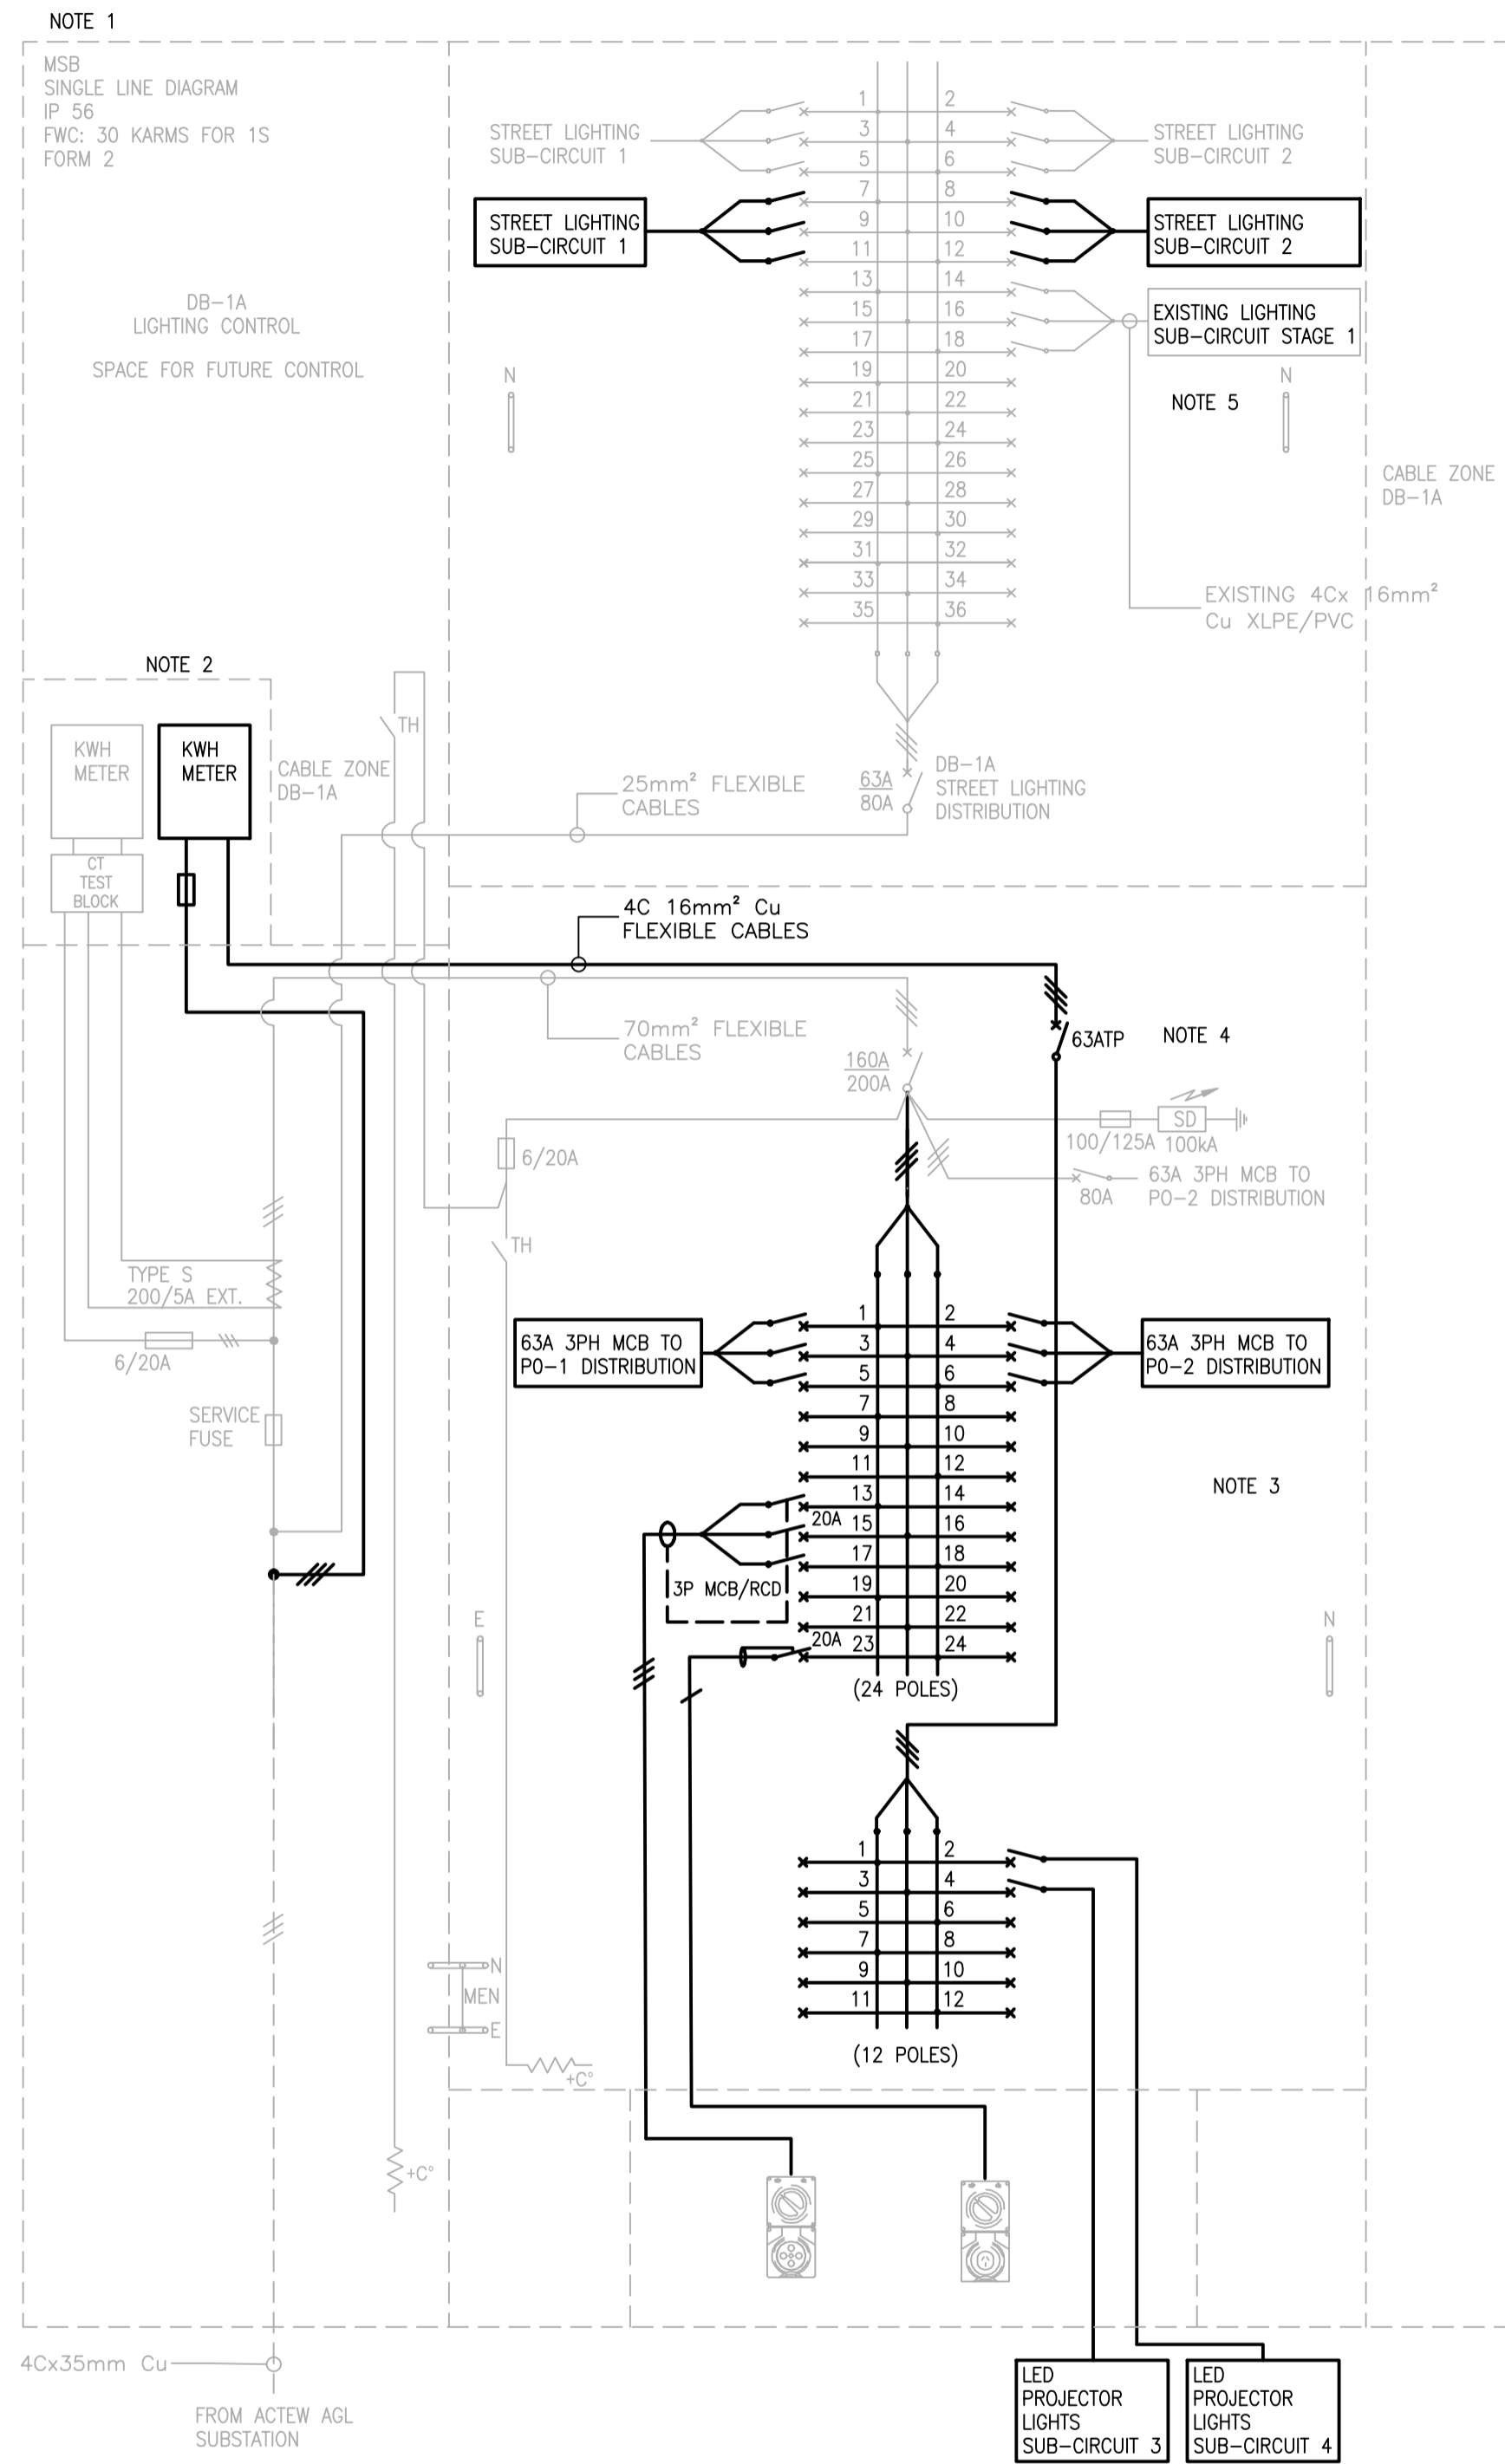 NOTE 1
MSB
SINGLE LINE DIAGRAM
IP 56
FWC: 30 KARMS FOR 1S
FORM 2
DB-1A
LIGHTING CONTROL
SPACE FOR FUTURE CONTROL
STREET LIGHTING
SUB-CIRCUIT 1
1 2
3 4
5 6
STREET LIGHTING
SUB-CIRCUIT 2
STREET LIGHTING
SUB-CIRCUIT 1
7 8
9 10
11 12
STREET LIGHTING
SUB-CIRCUIT 2
13 14
15 16
17 18
EXISTING LIGHTING
SUB-CIRCUIT STAGE 1
19 20
21 22
23 24
25 26
27 28
29 30
31 32
33 34
35 36
N
N
NOTE 5
CABLE ZONE
DB-1A
EXISTING 4Cx 16mm²
Cu XLPE/PVC
NOTE 2
KWH
METER
KWH
METER
CABLE ZONE
DB-1A
TH
CT
TEST
BLOCK
25mm² FLEXIBLE
CABLES
63A
80A
DB-1A
STREET LIGHTING
DISTRIBUTION
4C 16mm² Cu
FLEXIBLE CABLES
70mm² FLEXIBLE
CABLES
160A
200A
63ATP
NOTE 4
6/20A
100/125A
SD
100kA
80A
63A 3PH MCB TO
PO-2 DISTRIBUTION
TH
TYPE S
200/5A EXT.
6/20A
SERVICE
FUSE
63A 3PH MCB TO
PO-1 DISTRIBUTION
1 2
3 4
5 6
63A 3PH MCB TO
PO-2 DISTRIBUTION
7 8
9 10
11 12
NOTE 3
13 14
20A 15 16
17 18
3P MCB/RCD
19 20
21 22
20A 23 24
(24 POLES)
E
N
1 2
3 4
5 6
7 8
9 10
11 12
(12 POLES)
N
MEN
E
+C°
+C°
4Cx35mm Cu
FROM ACTEW AGL
SUBSTATION
LED
PROJECTOR
LIGHTS
SUB-CIRCUIT 3
LED
PROJECTOR
LIGHTS
SUB-CIRCUIT 4